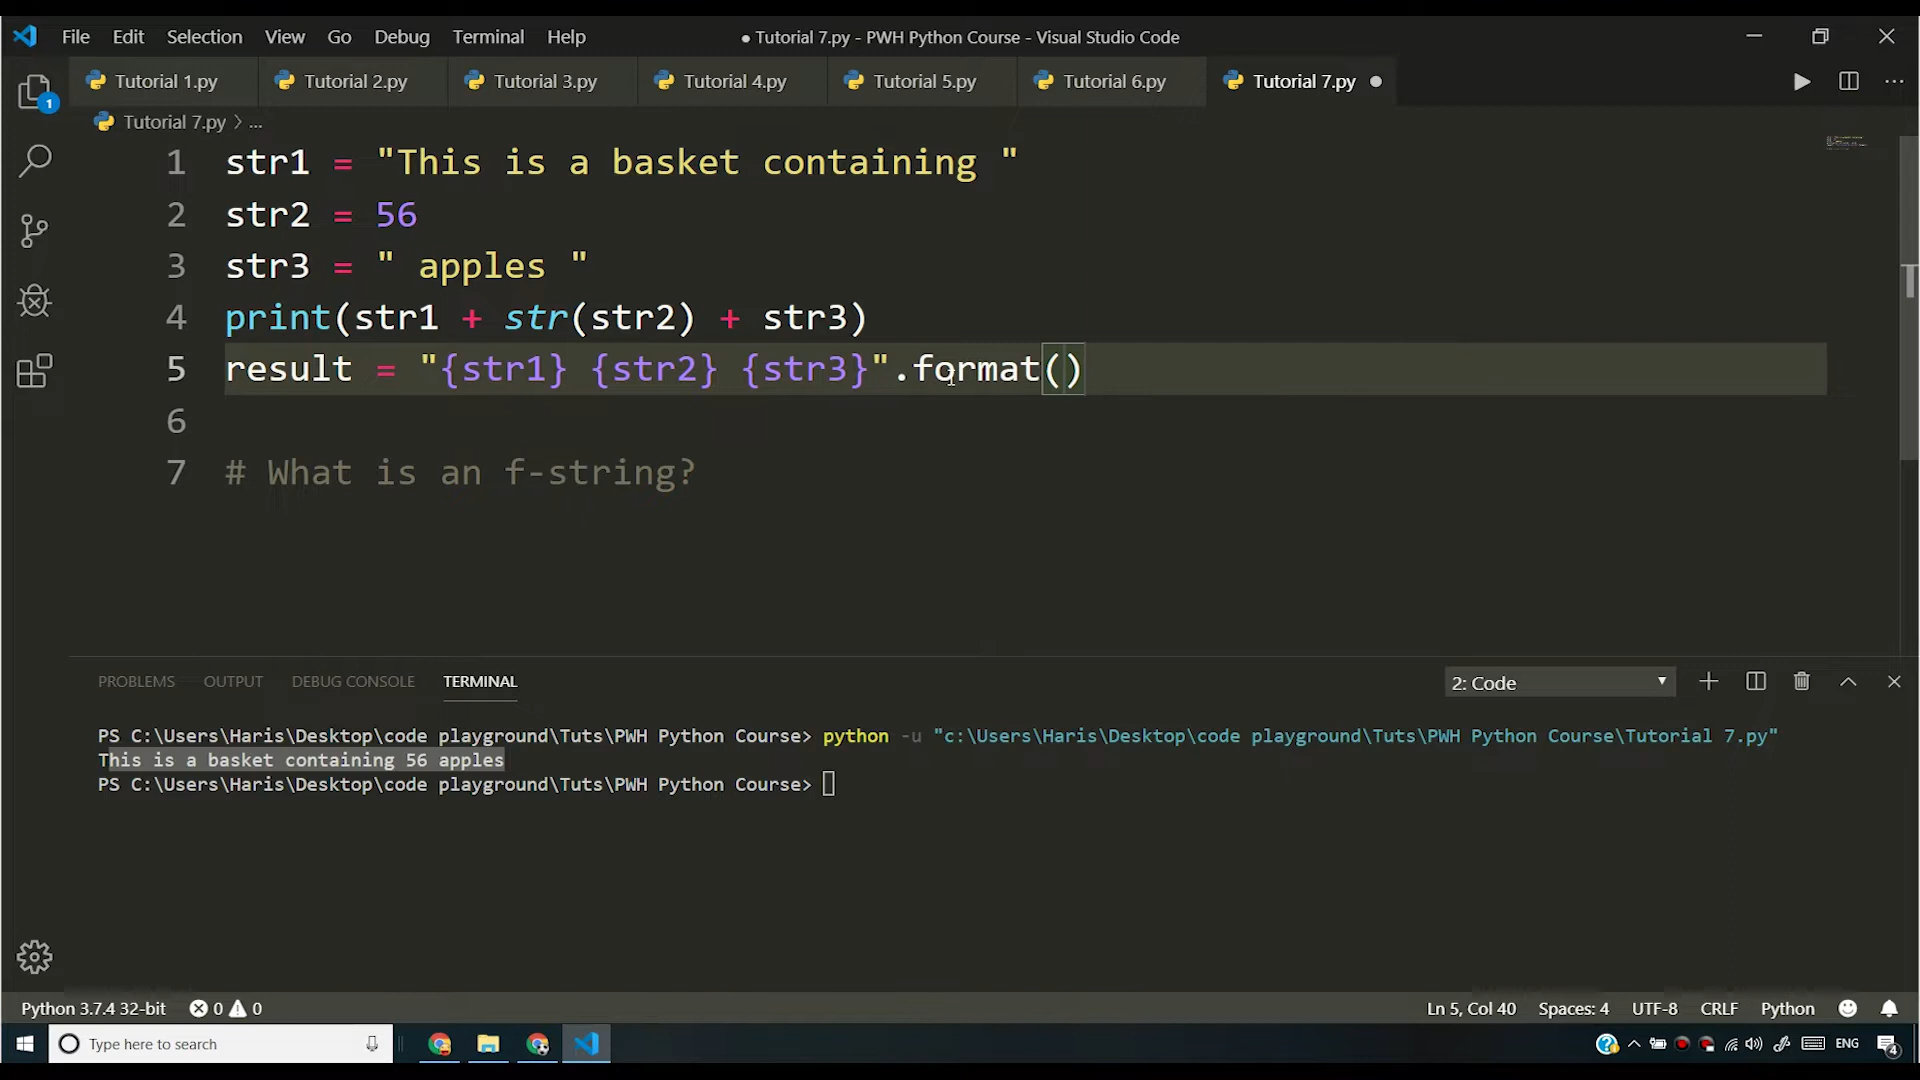 File Edit Selection View Go Debug Terminal Help
● Tutorial 7.py - PWH Python Course - Visual Studio Code
Tutorial 1.py Tutorial 2.py Tutorial 3.py Tutorial 4.py Tutorial 5.py Tutorial 6.py Tutorial 7.py ●
1
Tutorial 7.py > ...
1 str1 = "This is a basket containing "
2 str2 = 56
3 str3 = " apples "
4 print(str1 + str(str2) + str3)
5 result = "{str1} {str2} {str3}".format()
6
7 # What is an f-string?
PROBLEMS OUTPUT DEBUG CONSOLE TERMINAL 2: Code
PS C:\Users\Haris\Desktop\code playground\Tuts\PWH Python Course> python -u "c:\Users\Haris\Desktop\code playground\Tuts\PWH Python Course\Tutorial 7.py"
This is a basket containing 56 apples
PS C:\Users\Haris\Desktop\code playground\Tuts\PWH Python Course>
Python 3.7.4 32-bit 0 0 Ln 5, Col 40 Spaces: 4 UTF-8 CRLF Python
Type here to search ENG 4